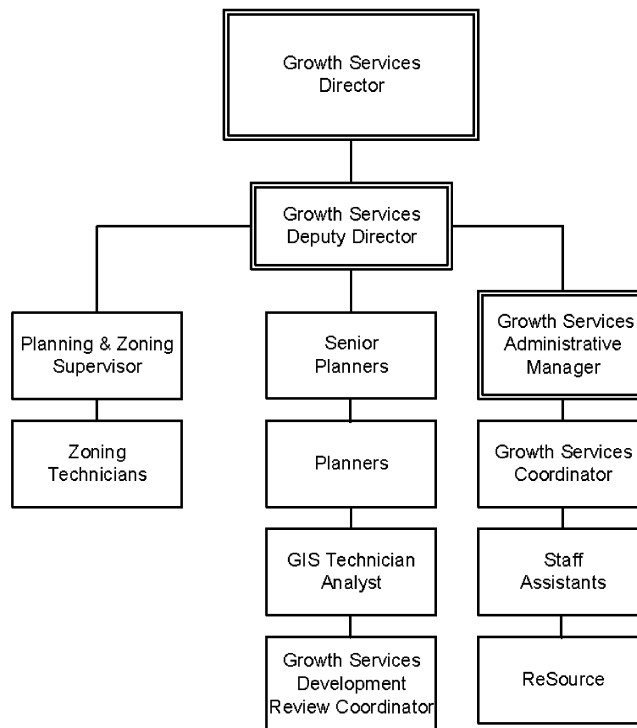 Growth Services
Director
Growth Services
Deputy Director
Planning & Zoning
Supervisor
Senior
Planners
Growth Services
Administrative
Manager
Zoning
Technicians
Planners
Growth Services
Coordinator
GIS Technician
Analyst
Staff
Assistants
Growth Services
Development
Review Coordinator
ReSource